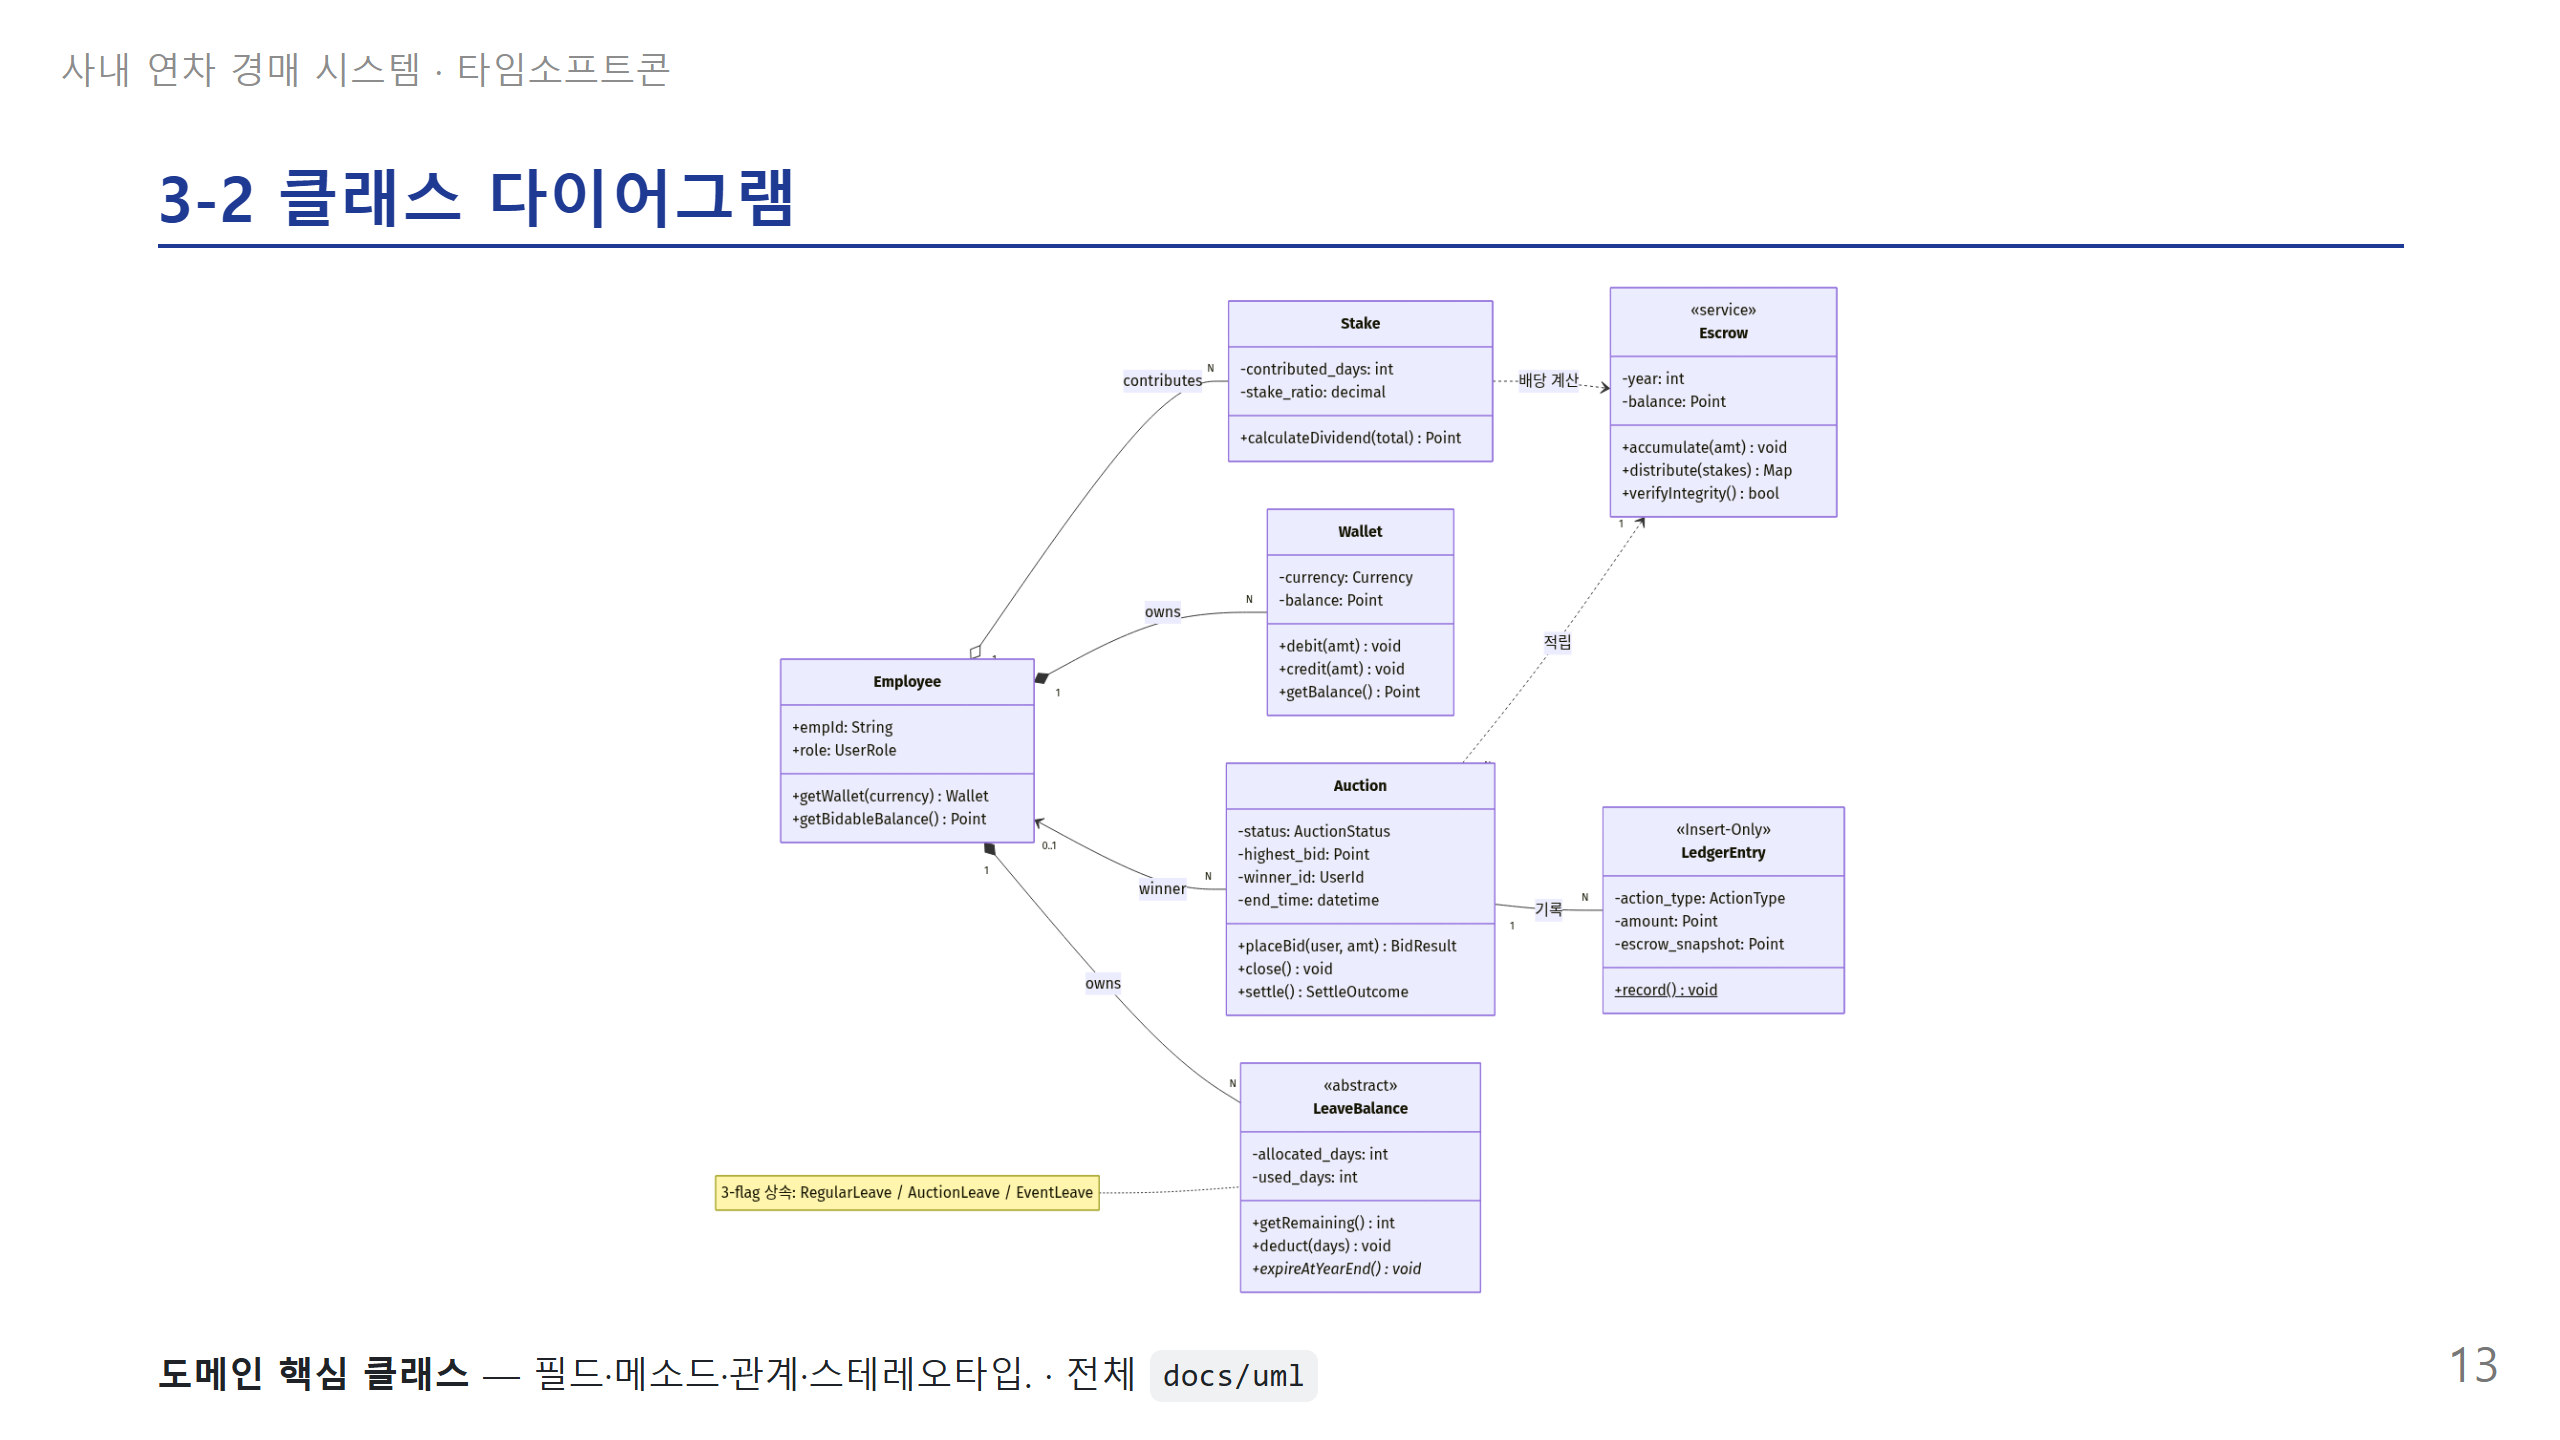 사내 연차 경매 시스템 · 타임소프트콘
3-2 클래스 다이어그램
Stake
-contributed_days: int
-stake_ratio: decimal
+calculateDividend(total) : Point
«service»
Escrow
-year: int
-balance: Point
+accumulate(amt) : void
+distribute(stakes) : Map
+verifyIntegrity() : bool
contributes
N
배당 계산
1
Wallet
-currency: Currency
-balance: Point
+debit(amt) : void
+credit(amt) : void
+getBalance() : Point
owns
N
1
적립
Employee
+empId: String
+role: UserRole
+getWallet(currency) : Wallet
+getBidableBalance() : Point
Auction
-status: AuctionStatus
-highest_bid: Point
-winner_id: UserId
-end_time: datetime
+placeBid(user, amt) : BidResult
+close() : void
+settle() : SettleOutcome
0..1
winner
N
1
기록
N
«Insert-Only»
LedgerEntry
-action_type: ActionType
-amount: Point
-escrow_snapshot: Point
+record() : void
1
owns
N
«abstract»
LeaveBalance
-allocated_days: int
-used_days: int
+getRemaining() : int
+deduct(days) : void
+expireAtYearEnd() : void
3-flag 상속: RegularLeave / AuctionLeave / EventLeave
도메인 핵심 클래스 — 필드·메소드·관계·스테레오타입. · 전체 docs/uml
13